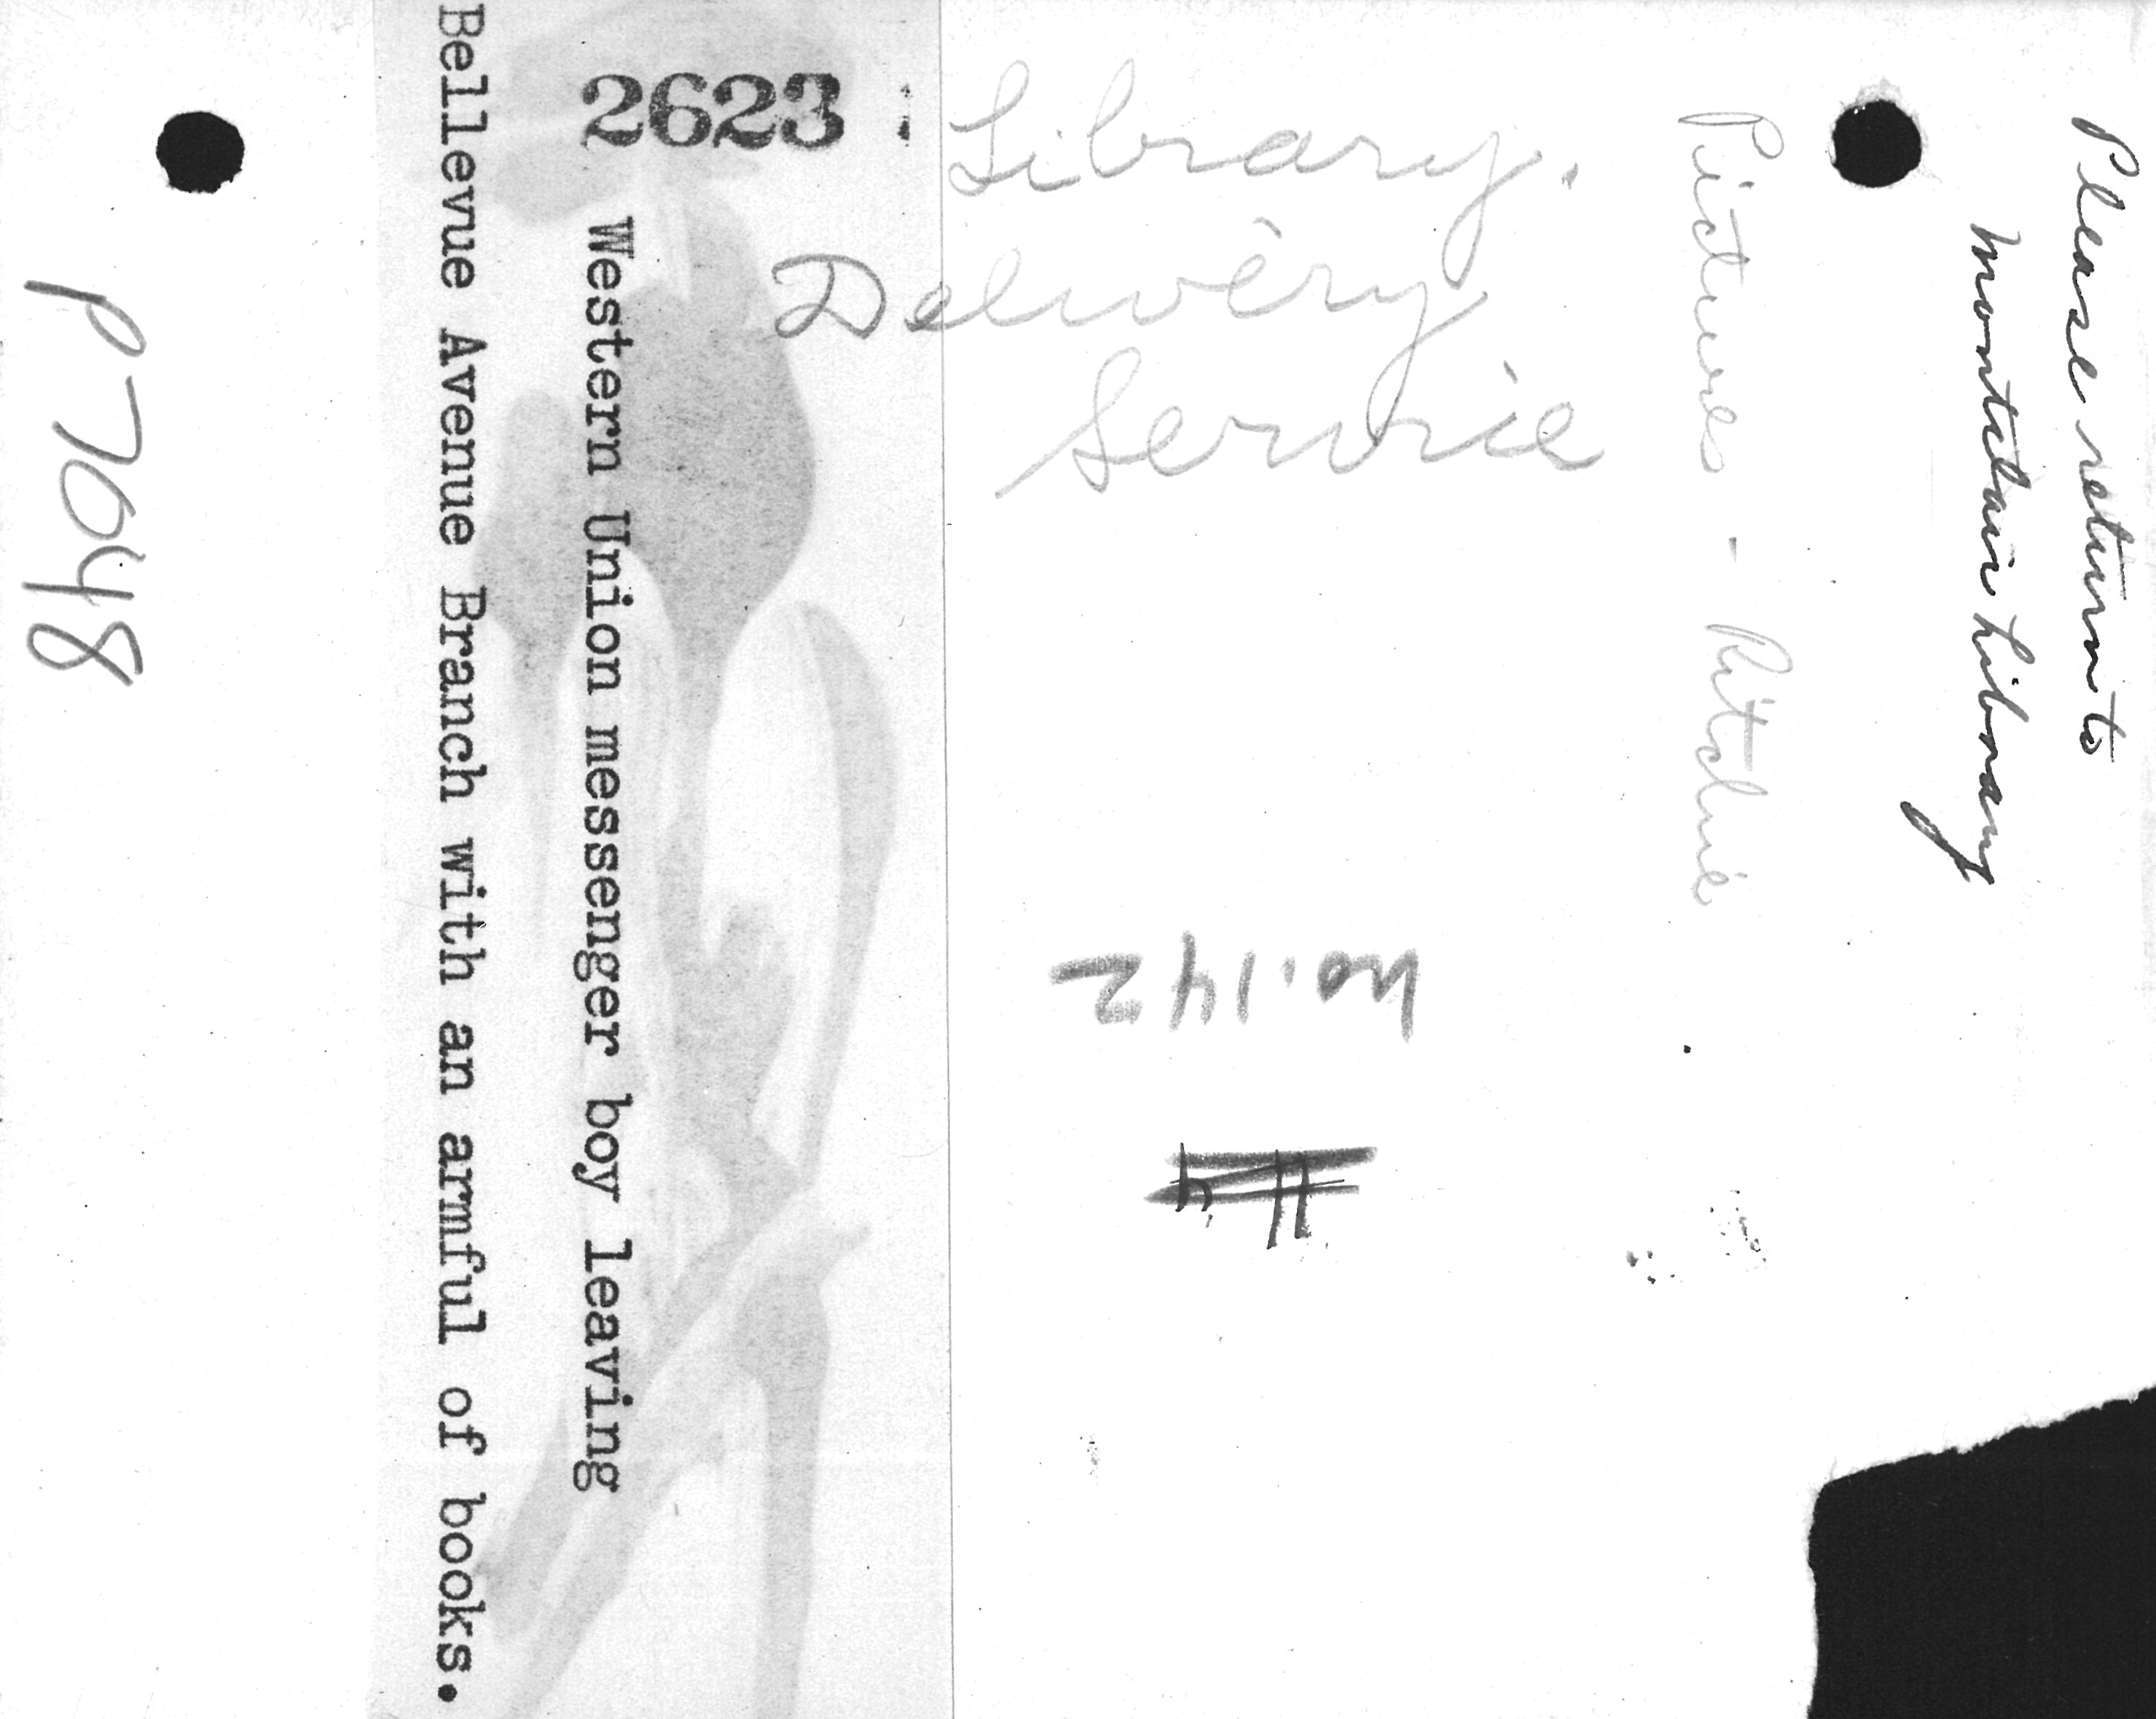 2623
Library.
Delivery
Service
Please return to
Montclair Library
Pictures - Ritchie
Western Union messenger boy leaving
Bellevue Avenue Branch with an armful of books.
P7048
no. 142